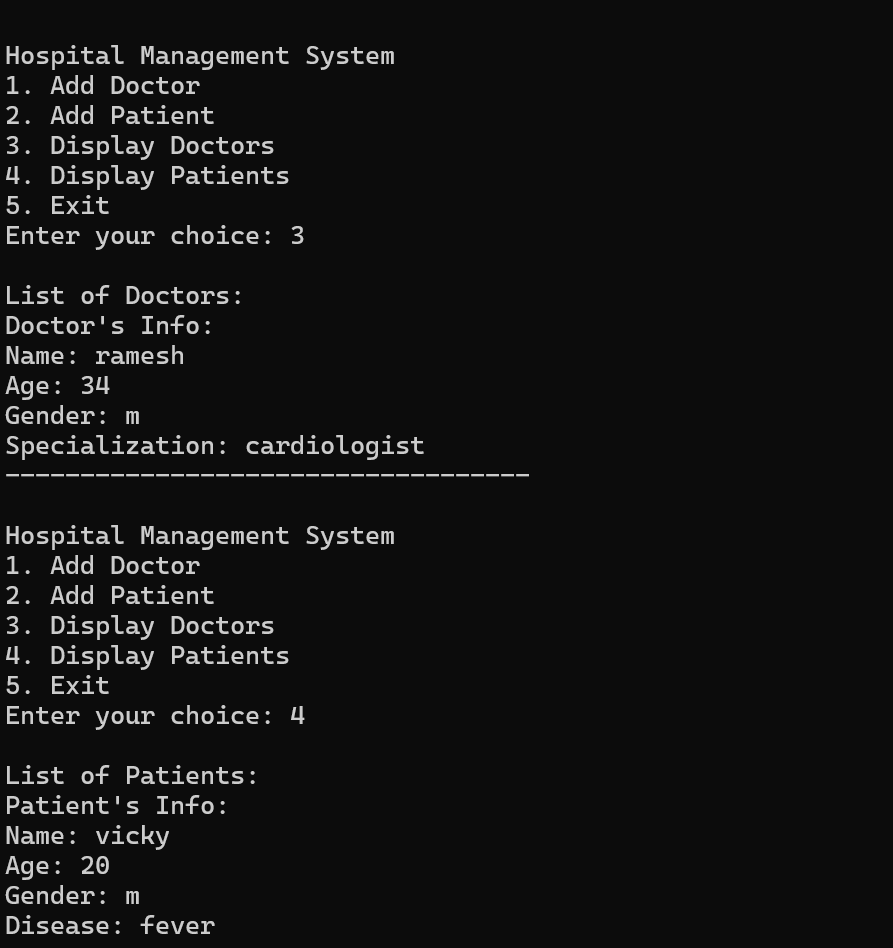 Hospital Management System
1. Add Doctor
2. Add Patient
3. Display Doctors
4. Display Patients
5. Exit
Enter your choice: 3
List of Doctors:
Doctor's Info:
Name: ramesh
Age: 34
Gender: m
Specialization: cardiologist
-----------------------------------
Hospital Management System
1. Add Doctor
2. Add Patient
3. Display Doctors
4. Display Patients
5. Exit
Enter your choice: 4
List of Patients:
Patient's Info:
Name: vicky
Age: 20
Gender: m
Disease: fever